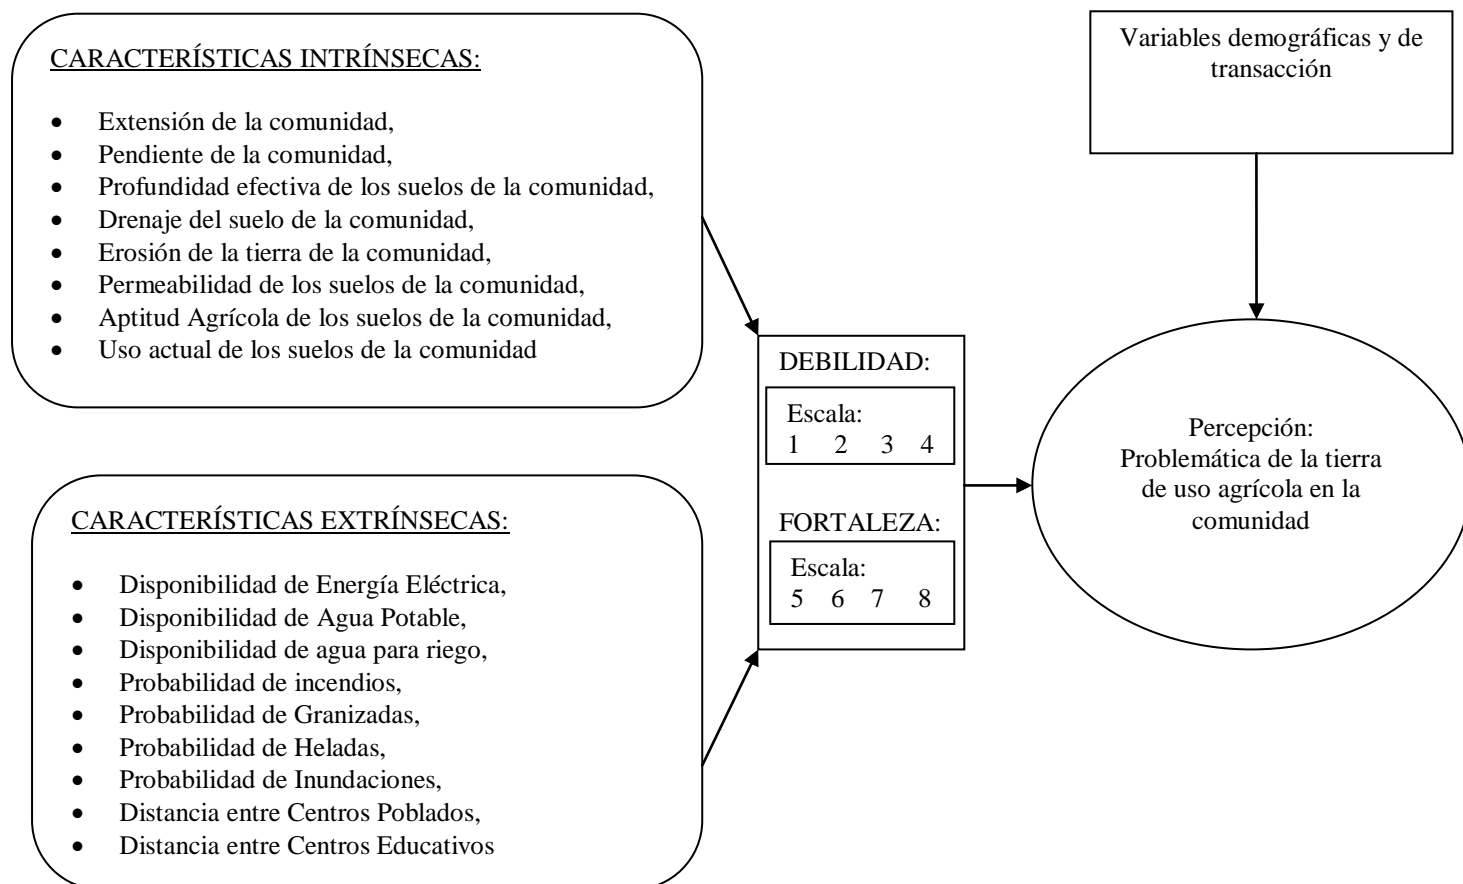 CARACTERÍSTICAS INTRÍNSECAS:
• Extensión de la comunidad,
• Pendiente de la comunidad,
• Profundidad efectiva de los suelos de la comunidad,
• Drenaje del suelo de la comunidad,
• Erosión de la tierra de la comunidad,
• Permeabilidad de los suelos de la comunidad,
• Aptitud Agrícola de los suelos de la comunidad,
• Uso actual de los suelos de la comunidad
CARACTERÍSTICAS EXTRÍNSECAS:
• Disponibilidad de Energía Eléctrica,
• Disponibilidad de Agua Potable,
• Disponibilidad de agua para riego,
• Probabilidad de incendios,
• Probabilidad de Granizadas,
• Probabilidad de Heladas,
• Probabilidad de Inundaciones,
• Distancia entre Centros Poblados,
• Distancia entre Centros Educativos
DEBILIDAD:
Escala:
1 2 3 4
FORTALEZA:
Escala:
5 6 7 8
Variables demográficas y de
transacción
Percepción:
Problemática de la tierra
de uso agrícola en la
comunidad